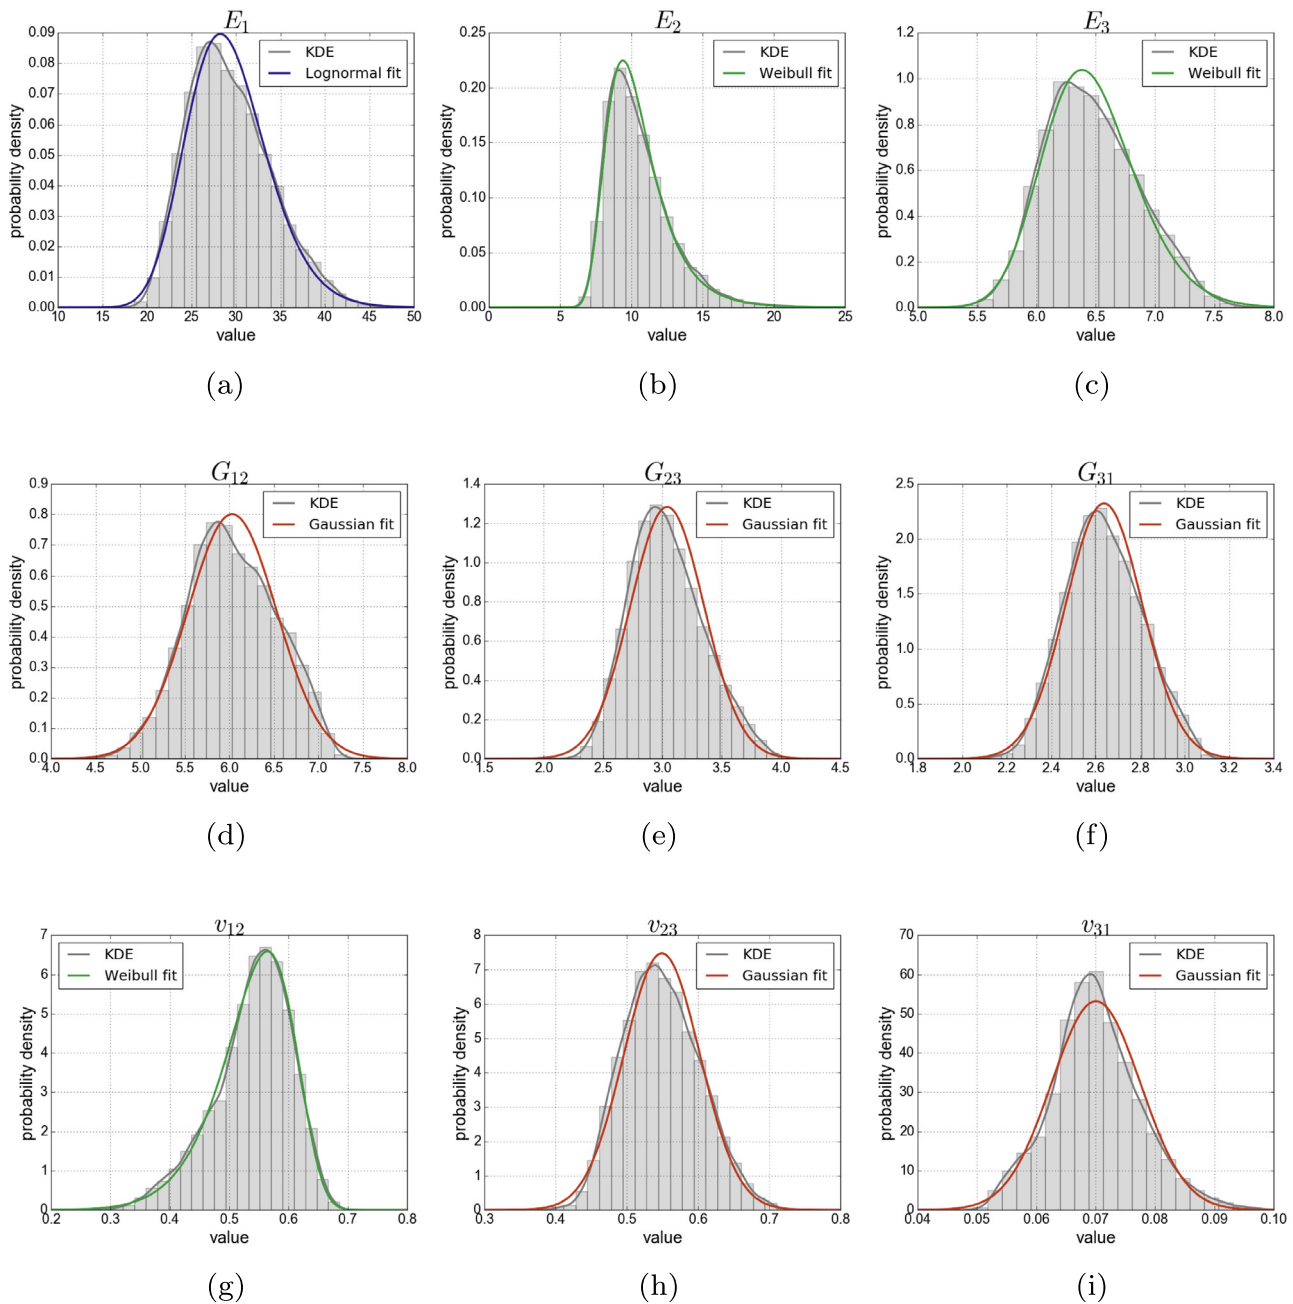 E1 E2 E3
0.09 0.08 0.07 0.06 0.05 0.04 0.03 0.02 0.01 0.00
probability density
KDE
Lognormal fit
10 15 20 25 30 35 40 45 50
value
0.25 0.20 0.15 0.10 0.05 0.00
probability density
KDE
Weibull fit
0 5 10 15 20 25
value
1.2 1.0 0.8 0.6 0.4 0.2 0.0
probability density
KDE
Weibull fit
5.0 5.5 6.0 6.5 7.0 7.5 8.0
value
(a) (b) (c)
G12 G23 G31
0.9 0.8 0.7 0.6 0.5 0.4 0.3 0.2 0.1 0.0
probability density
KDE
Gaussian fit
4.0 4.5 5.0 5.5 6.0 6.5 7.0 7.5 8.0
value
1.4 1.2 1.0 0.8 0.6 0.4 0.2 0.0
probability density
KDE
Gaussian fit
1.5 2.0 2.5 3.0 3.5 4.0 4.5
value
2.5 2.0 1.5 1.0 0.5 0.0
probability density
KDE
Gaussian fit
1.8 2.0 2.2 2.4 2.6 2.8 3.0 3.2 3.4
value
(d) (e) (f)
v12 v23 v31
7 6 5 4 3 2 1 0
probability density
KDE
Weibull fit
0.2 0.3 0.4 0.5 0.6 0.7 0.8
value
8 7 6 5 4 3 2 1 0
probability density
KDE
Gaussian fit
0.3 0.4 0.5 0.6 0.7 0.8
value
70 60 50 40 30 20 10 0
probability density
KDE
Gaussian fit
0.04 0.05 0.06 0.07 0.08 0.09 0.10
value
(g) (h) (i)